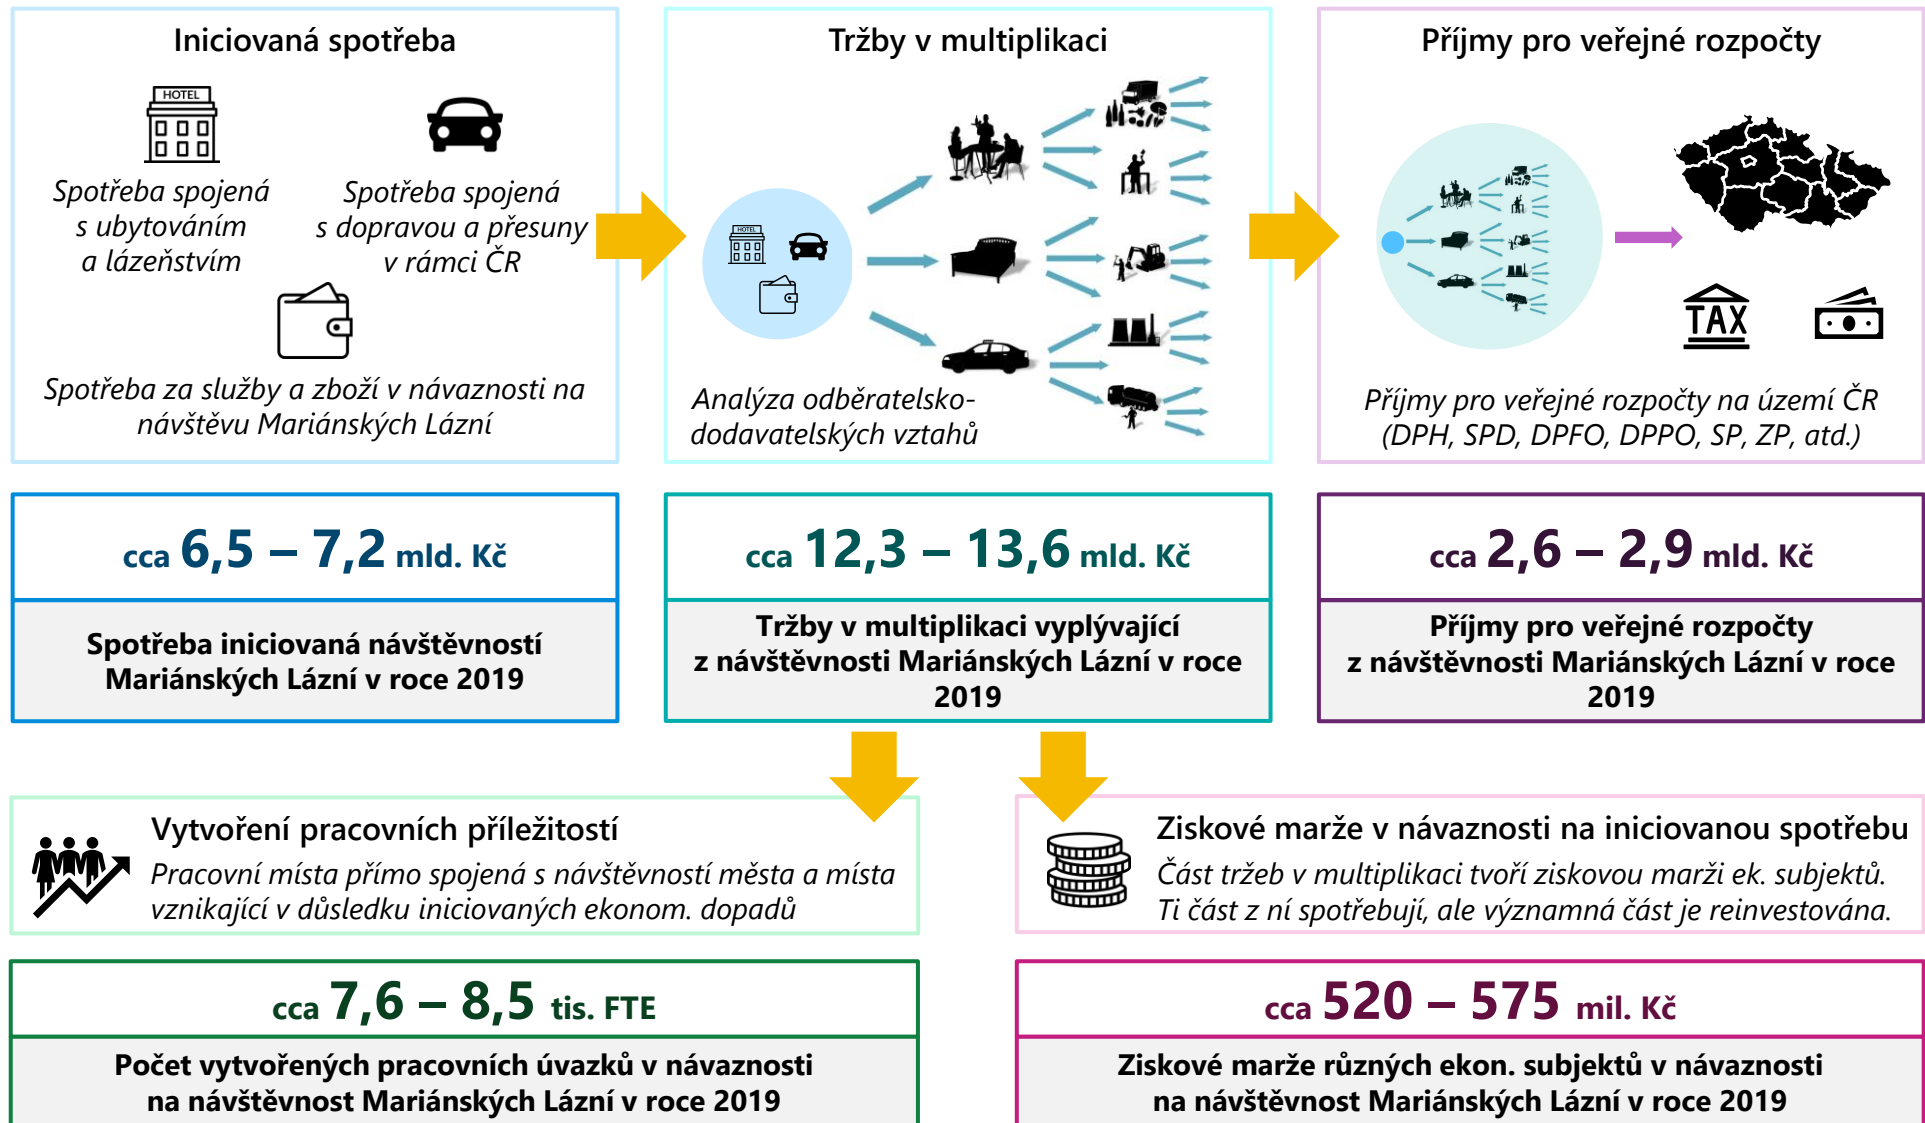 Iniciovaná spotřeba
HOTEL
Spotřeba spojená
s ubytováním
a lázeňstvím
Spotřeba spojená
s dopravou a přesuny
v rámci ČR
Spotřeba za služby a zboží v návaznosti na
návštěvu Mariánských Lázní
Tržby v multiplikaci
HOTEL
Analýza odběratelsko-
dodavatelských vztahů
Příjmy pro veřejné rozpočty
TAX
Příjmy pro veřejné rozpočty na území ČR
(DPH, SPD, DPFO, DPPO, SP, ZP, atd.)
cca 6,5 – 7,2 mld. Kč
Spotřeba iniciovaná návštěvností
Mariánských Lázní v roce 2019
cca 12,3 – 13,6 mld. Kč
Tržby v multiplikaci vyplývající
z návštěvnosti Mariánských Lázní v roce
2019
cca 2,6 – 2,9 mld. Kč
Příjmy pro veřejné rozpočty
z návštěvnosti Mariánských Lázní v roce
2019
Vytvoření pracovních příležitostí
Pracovní místa přímo spojená s návštěvností města a místa
vznikající v důsledku iniciovaných ekonom. dopadů
Ziskové marže v návaznosti na iniciovanou spotřebu
Část tržeb v multiplikaci tvoří ziskovou marži ek. subjektů.
Ti část z ní spotřebují, ale významná část je reinvestována.
cca 7,6 – 8,5 tis. FTE
Počet vytvořených pracovních úvazků v návaznosti
na návštěvnost Mariánských Lázní v roce 2019
cca 520 – 575 mil. Kč
Ziskové marže různých ekon. subjektů v návaznosti
na návštěvnost Mariánských Lázní v roce 2019